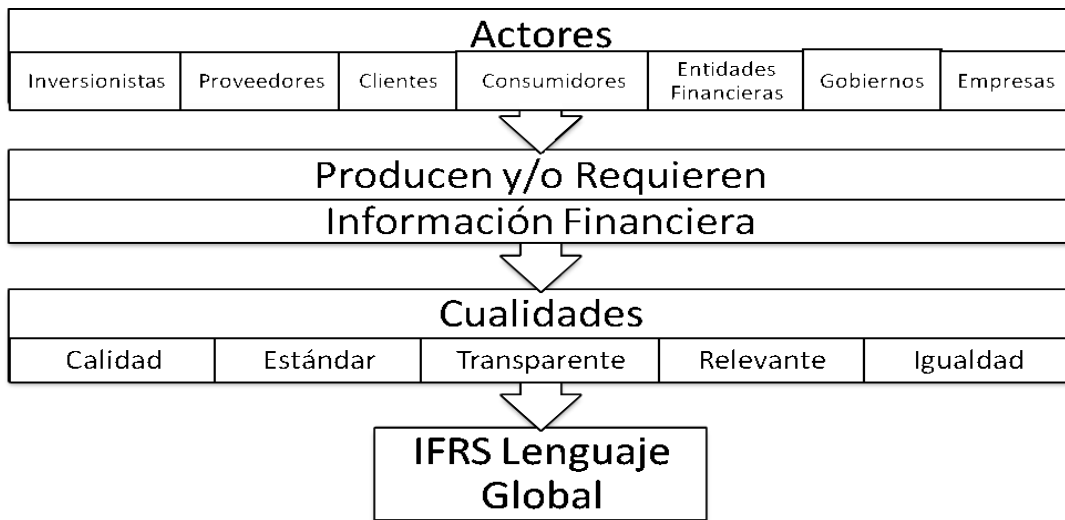 Actores
Inversionistas Proveedores Clientes Consumidores Entidades Financieras Gobiernos Empresas
Producen y/o Requieren
Información Financiera
Cualidades
Calidad Estándar Transparente Relevante Igualdad
IFRS Lenguaje
Global